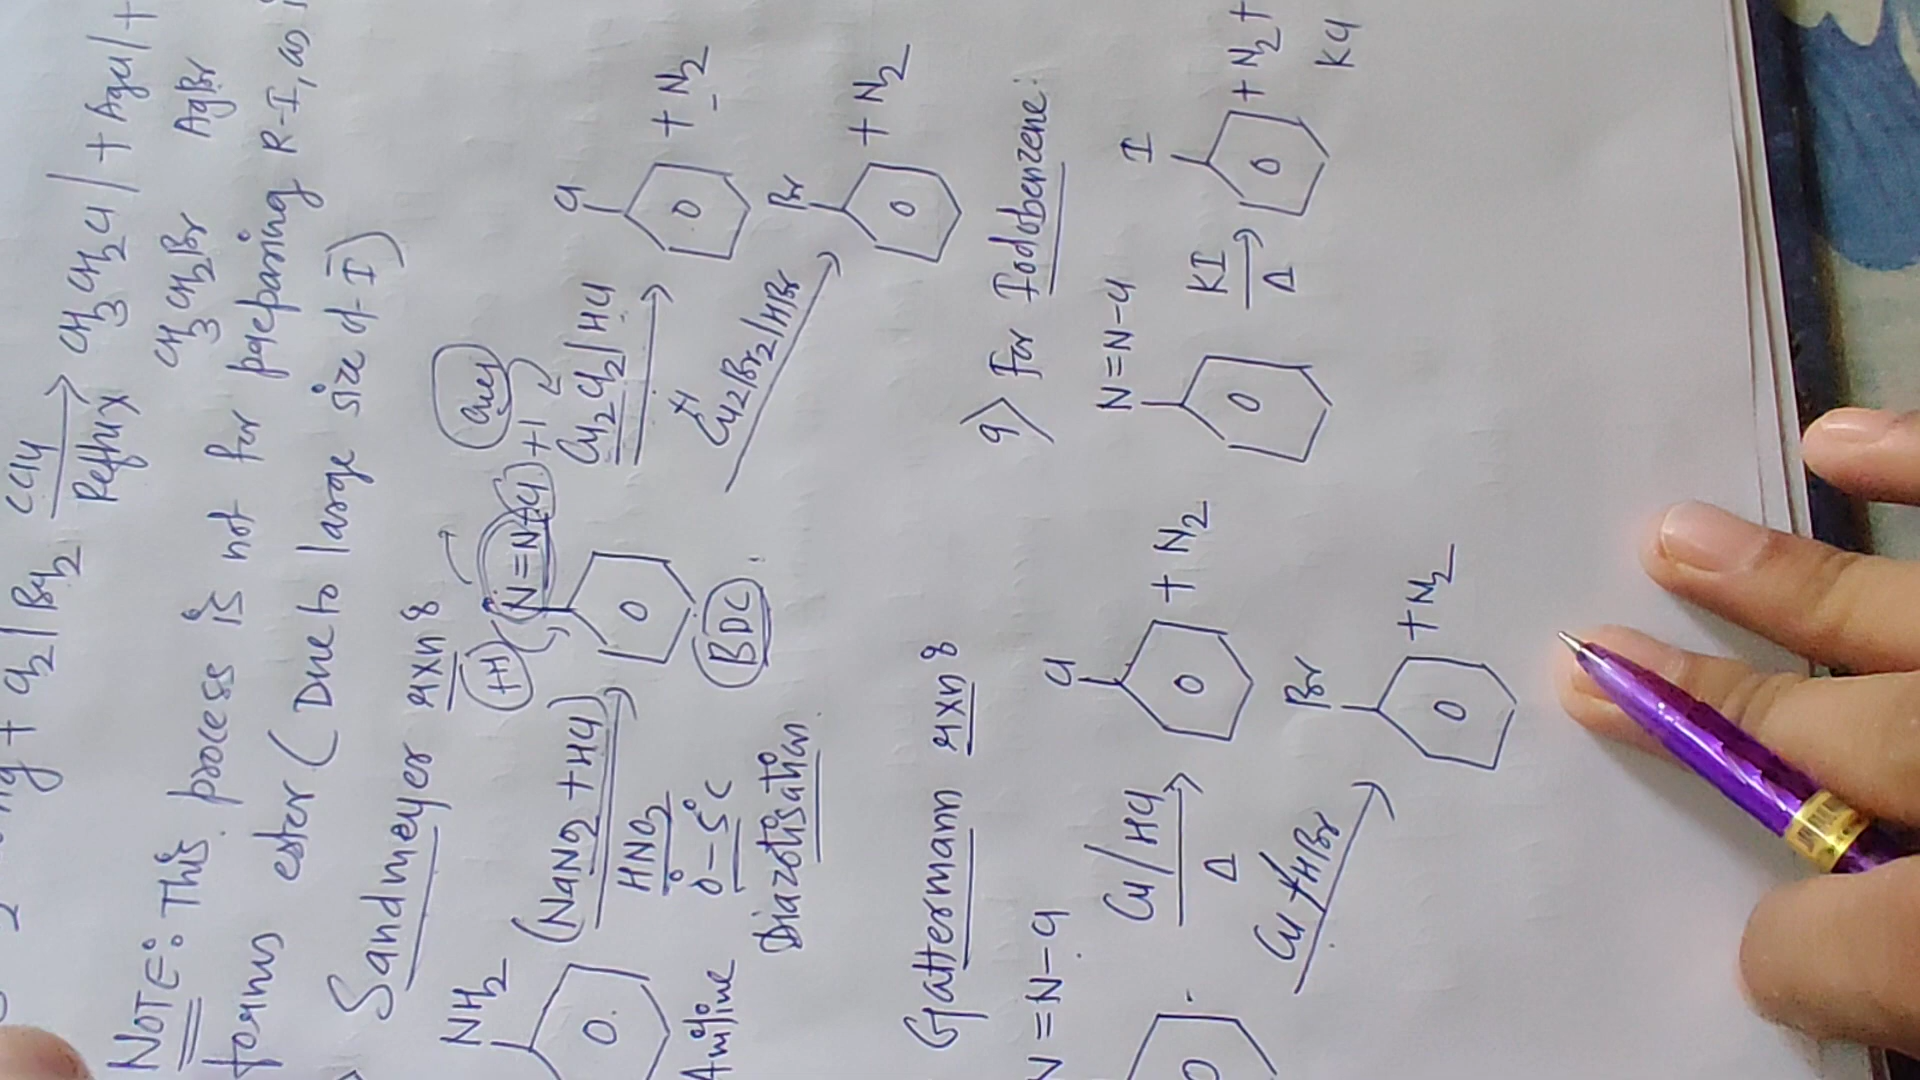 g + Cl2 / Br2 CCl4 Reflux → CH3CH2Cl / + AgCl / +
CH3CH2Br AgBr
NOTE: This process is not for preparing R-I, as i
forms ester (Due to large size of I)
Sandmeyer rxn:
NH2
Aniline
(NaNO2 + HCl)
HNO2
0-5°C
Diazotisation
+H
N=N-Cl
BDC
Cu2Cl2 / HCl
+1
Cl
+ N2
Cu2Br2 / HBr
Br
+ N2
Gattermann rxn:
N=N-Cl
Cu / HCl
Δ
Cl
+ N2
Cu + HBr
Br
+ N2
9) For Iodobenzene:
N=N-Cl
KI
Δ
I
+ N2 +
KCl